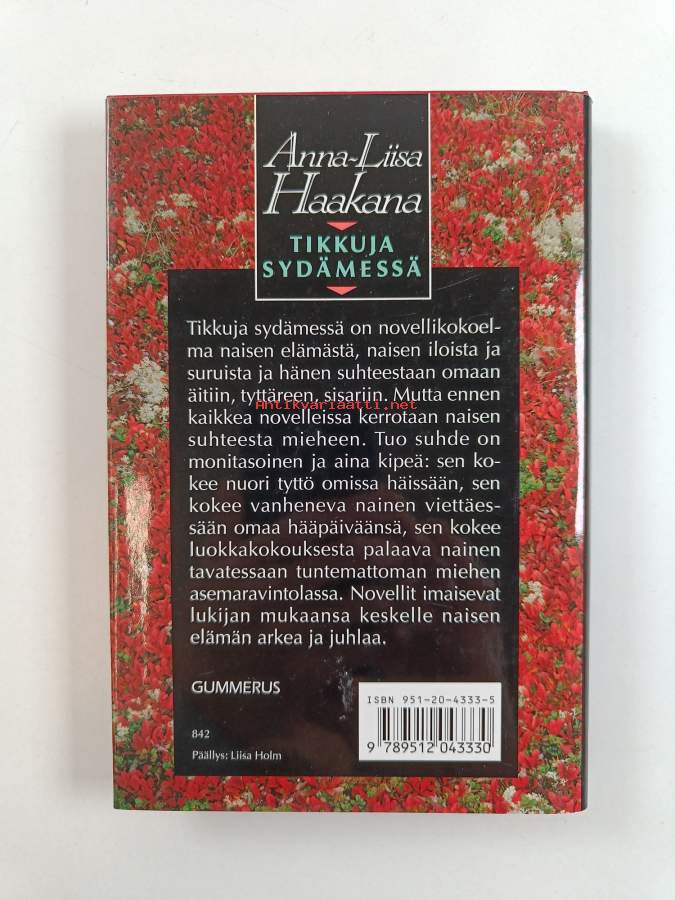 Anna-Liisa
Haakana
TIKKUJA
SYDÄMESSÄ
Tikkuja sydämessä on novellikokoel-
ma naisen elämästä, naisen iloista ja
suruista ja hänen suhteestaan omaan
äitiin, tyttäreen, sisariin. Mutta ennen
Antikvariaatti.net
kaikkea novelleissa kerrotaan naisen
suhteesta mieheen. Tuo suhde on
monitasoinen ja aina kipeä: sen ko-
kee nuori tyttö omissa häissään, sen
kokee vanheneva nainen viettäes-
sään omaa hääpäiväänsä, sen kokee
luokkakokouksesta palaava nainen
tavatessaan tuntemattoman miehen
asemaravintolassa. Novellit imaisevat
lukijan mukaansa keskelle naisen
elämän arkea ja juhlaa.
GUMMERUS
ISBN 951-20-4333-5
9 789512 043330
842
Päällys: Liisa Holm